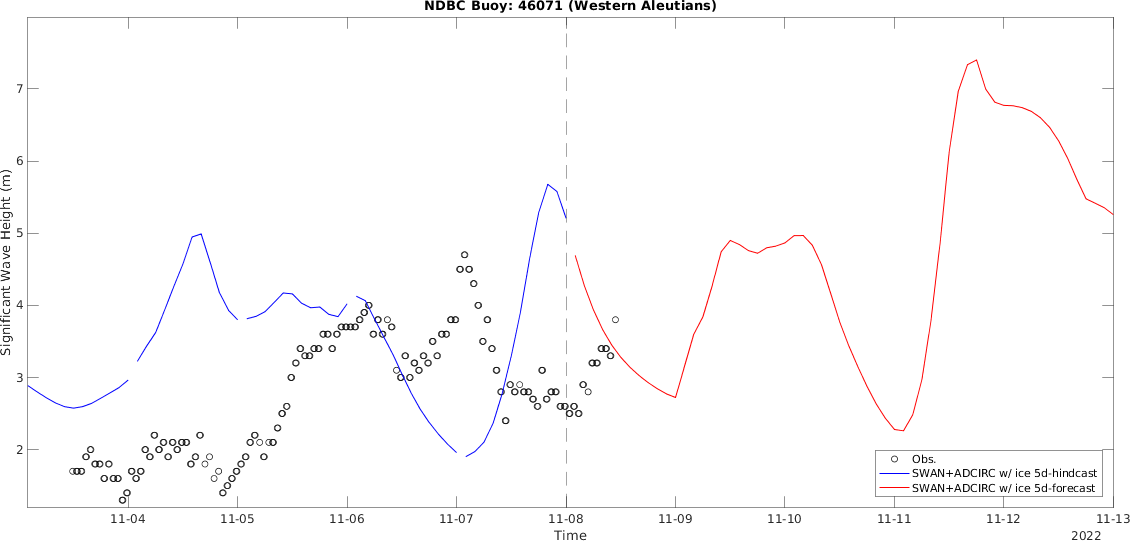 NDBC Buoy: 46071 (Western Aleutians)
Significant Wave Height (m)
7
6
5
4
3
2
Obs.
SWAN+ADCIRC w/ ice 5d-hindcast
SWAN+ADCIRC w/ ice 5d-forecast
11-04 11-05 11-06 11-07 11-08 11-09 11-10 11-11 11-12 11-13
Time
2022